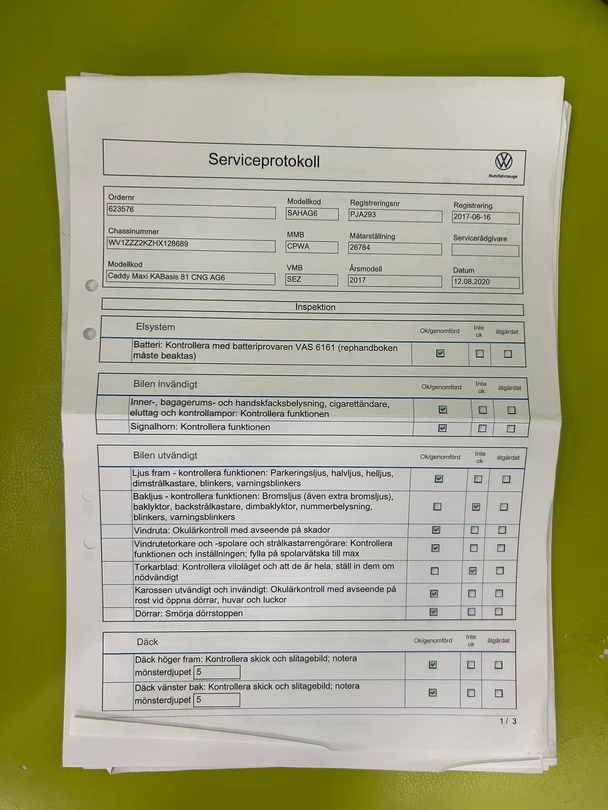 Serviceprotokoll
Nutzfahrzeuge
Ordernr
623576
Modellkod
SAHAG6
Registreringsnr
PJA293
Registrering
2017-06-16
Chassinummer
WV1ZZZ2KZHX128689
MMB
CPWA
Mätarställning
26784
Servicerådgivare
Modellkod
Caddy Maxi KABasis 81 CNG AG6
VMB
SEZ
Årsmodell
2017
Datum
12.08.2020
Inspektion
Elsystem Ok/genomförd Inte ok åtgärdat
Batteri: Kontrollera med batteriprovaren VAS 6161 (rephandboken
måste beaktas)
Bilen invändigt Ok/genomförd Inte ok åtgärdat
Inner-, bagagerums- och handskfacksbelysning, cigarettändare,
eluttag och kontrollampor: Kontrollera funktionen
Signalhorn: Kontrollera funktionen
Bilen utvändigt Ok/genomförd Inte ok åtgärdat
Ljus fram - kontrollera funktionen: Parkeringsljus, halvljus, helljus,
dimstrålkastare, blinkers, varningsblinkers
Bakljus - kontrollera funktionen: Bromsljus (även extra bromsljus),
baklyktor, backstrålkastare, dimbaklyktor, nummerbelysning,
blinkers, varningsblinkers
Vindruta: Okulärkontroll med avseende på skador
Vindrutetorkare och -spolare och strålkastarrengörare: Kontrollera
funktionen och inställningen; fylla på spolarvätska till max
Torkarblad: Kontrollera viloläget och att de är hela, ställ in dem om
nödvändigt
Karossen utvändigt och invändigt: Okulärkontroll med avseende på
rost vid öppna dörrar, huvar och luckor
Dörrar: Smörja dörrstoppen
Däck Ok/genomförd Inte ok åtgärdat
Däck höger fram: Kontrollera skick och slitagebild; notera
mönsterdjupet 5
Däck vänster bak: Kontrollera skick och slitagebild; notera
mönsterdjupet 5
1 / 3